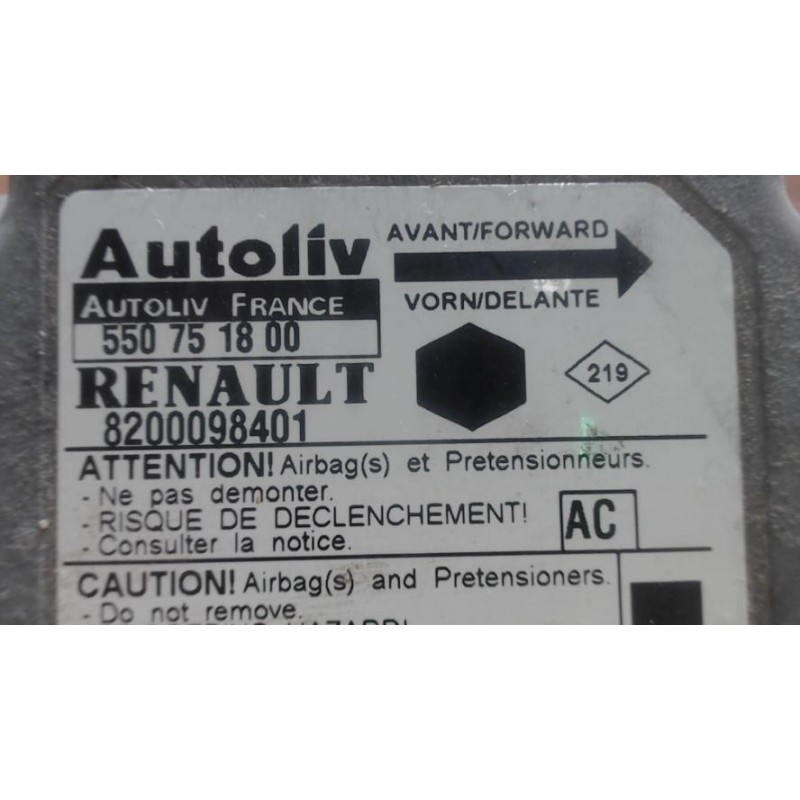 Autoliv
AVANT/FORWARD
AUTOLIV FRANCE
VORN/DELANTE
550 75 18 00
RENAULT
219
8200098401
ATTENTION! Airbag(s) et Pretensionneurs.
- Ne pas demonter.
- RISQUE DE DECLENCHEMENT!
AC
- Consulter la notice.
CAUTION! Airbag(s) and Pretensioners.
- Do not remove.